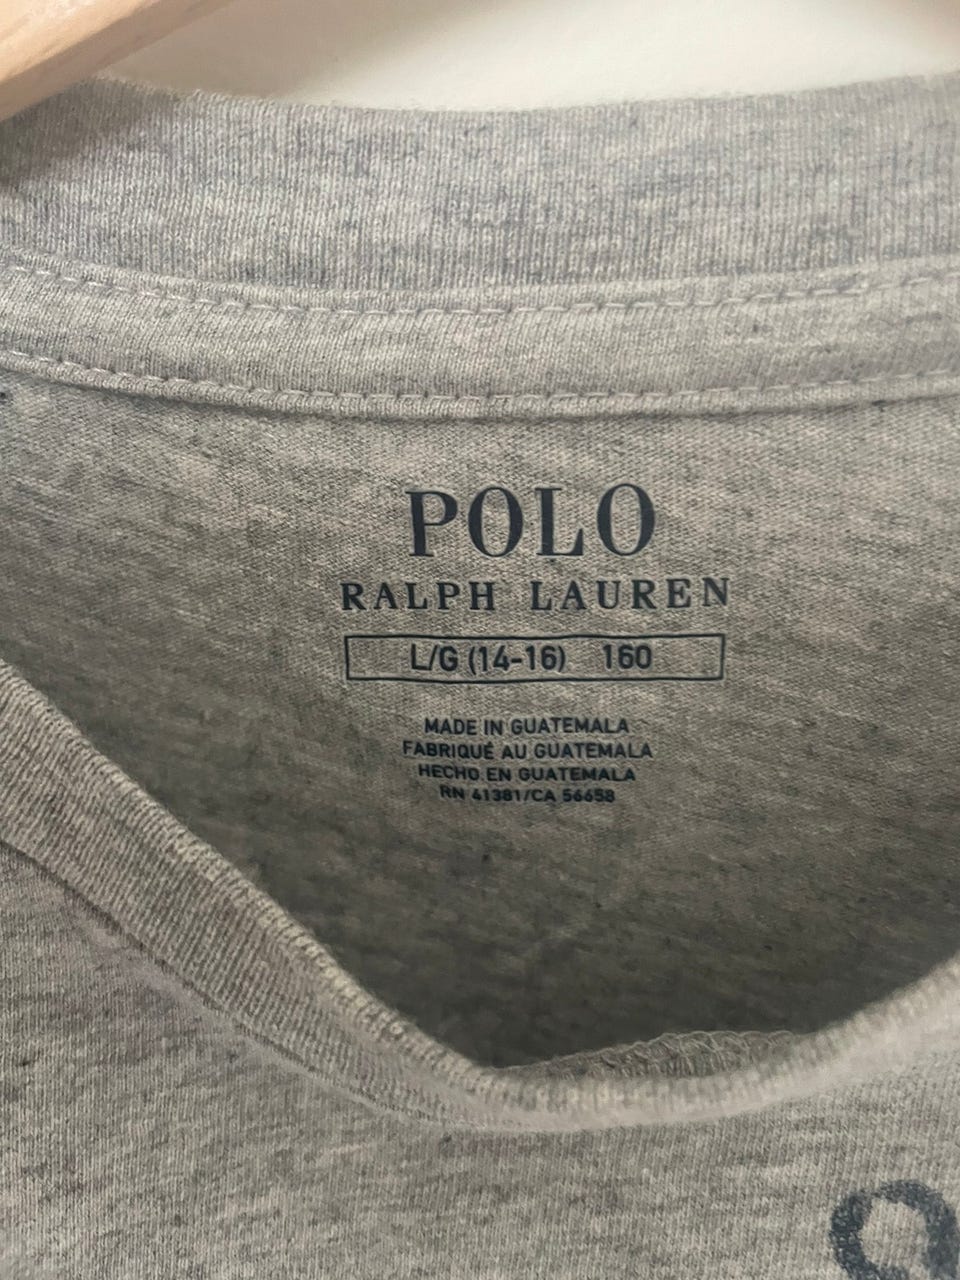 POLO
RALPH LAUREN
L/G (14-16) 160
MADE IN GUATEMALA
FABRIQUÉ AU GUATEMALA
HECHO EN GUATEMALA
RN 41381/CA 56658